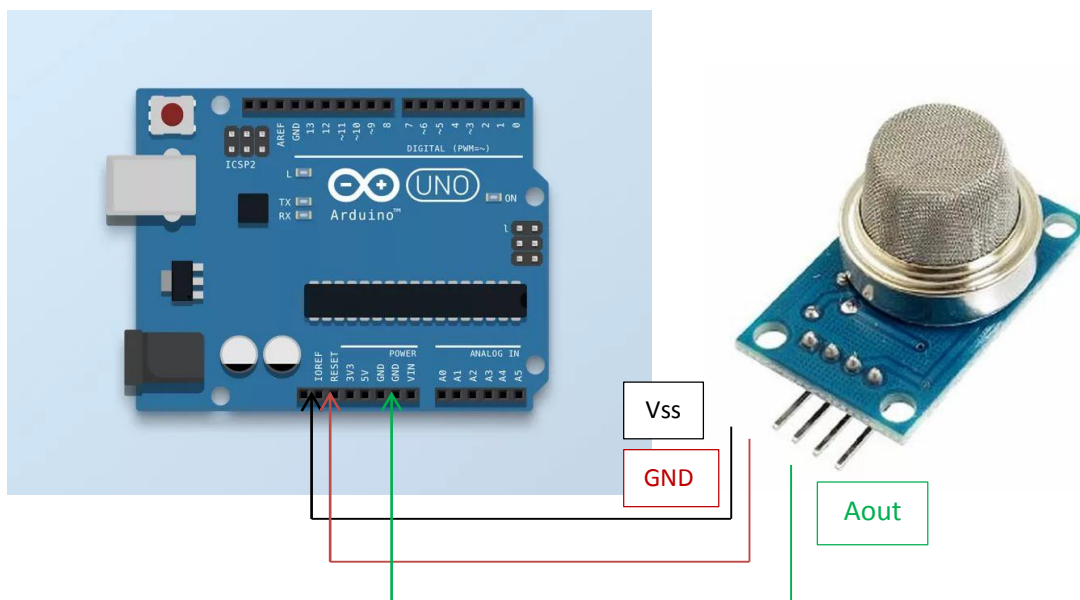 AREF
GND
13
12
~11
~10
~9
8
7
~6
~5
4
~3
2
1
0
DIGITAL (PWM=~)
ICSP2
L
TX
RX
UNO
Arduino™
ON
1
POWER
ANALOG IN
IOREF
RESET
3V3
5V
GND
GND
VIN
A0
A1
A2
A3
A4
A5
Vss
GND
Aout